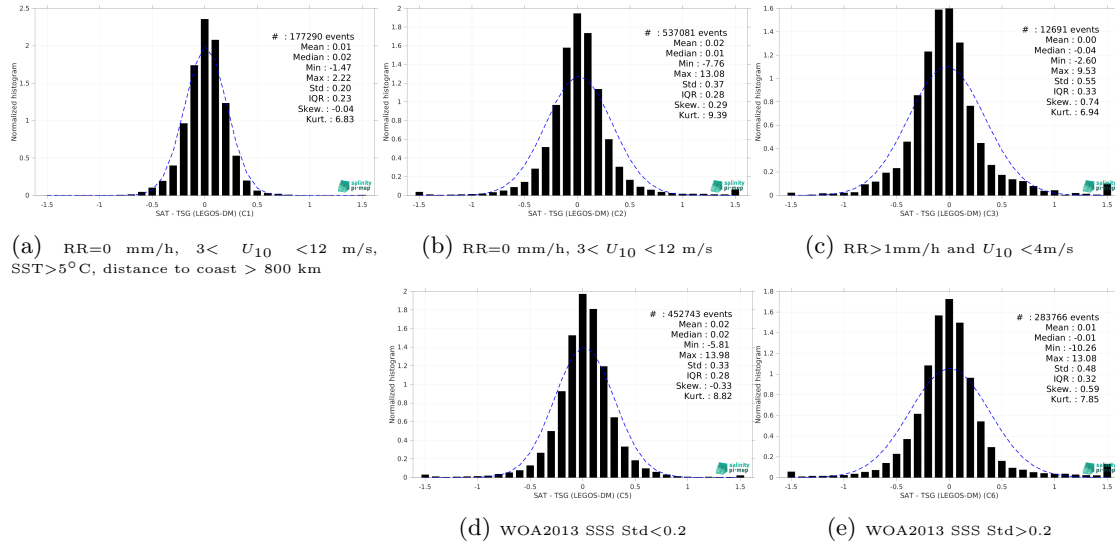 2.5
2
1.5
1
0.5
0
-1.5 -1 -0.5 0 0.5 1 1.5
Normalized histogram
SAT - TSG (LEGOS-DM) (C1)
# : 177290 events
Mean : 0.01
Median : 0.02
Min : -1.47
Max : 2.22
Std : 0.20
IQR : 0.23
Skew. : -0.04
Kurt. : 6.83
salinity
pi-mep
(a) RR=0 mm/h, 3< U10 <12 m/s,
SST>5°C, distance to coast > 800 km
2
1.8
1.6
1.4
1.2
1
0.8
0.6
0.4
0.2
0
-1.5 -1 -0.5 0 0.5 1 1.5
Normalized histogram
SAT - TSG (LEGOS-DM) (C2)
# : 537081 events
Mean : 0.02
Median : 0.01
Min : -7.76
Max : 13.08
Std : 0.37
IQR : 0.28
Skew. : 0.29
Kurt. : 9.39
salinity
pi-mep
(b) RR=0 mm/h, 3< U10 <12 m/s
1.6
1.4
1.2
1
0.8
0.6
0.4
0.2
0
-1.5 -1 -0.5 0 0.5 1 1.5
Normalized histogram
SAT - TSG (LEGOS-DM) (C3)
# : 12691 events
Mean : 0.00
Median : -0.04
Min : -2.60
Max : 9.53
Std : 0.55
IQR : 0.33
Skew. : 0.74
Kurt. : 6.94
salinity
pi-mep
(c) RR>1mm/h and U10 <4m/s
2
1.8
1.6
1.4
1.2
1
0.8
0.6
0.4
0.2
0
-1.5 -1 -0.5 0 0.5 1 1.5
Normalized histogram
SAT - TSG (LEGOS-DM) (C5)
# : 452743 events
Mean : 0.02
Median : 0.02
Min : -5.81
Max : 13.98
Std : 0.33
IQR : 0.28
Skew. : -0.33
Kurt. : 8.82
salinity
pi-mep
(d) WOA2013 SSS Std<0.2
1.8
1.6
1.4
1.2
1
0.8
0.6
0.4
0.2
0
-1.5 -1 -0.5 0 0.5 1 1.5
Normalized histogram
SAT - TSG (LEGOS-DM) (C6)
# : 283766 events
Mean : 0.01
Median : -0.01
Min : -10.26
Max : 13.08
Std : 0.48
IQR : 0.32
Skew. : 0.59
Kurt. : 7.85
salinity
pi-mep
(e) WOA2013 SSS Std>0.2